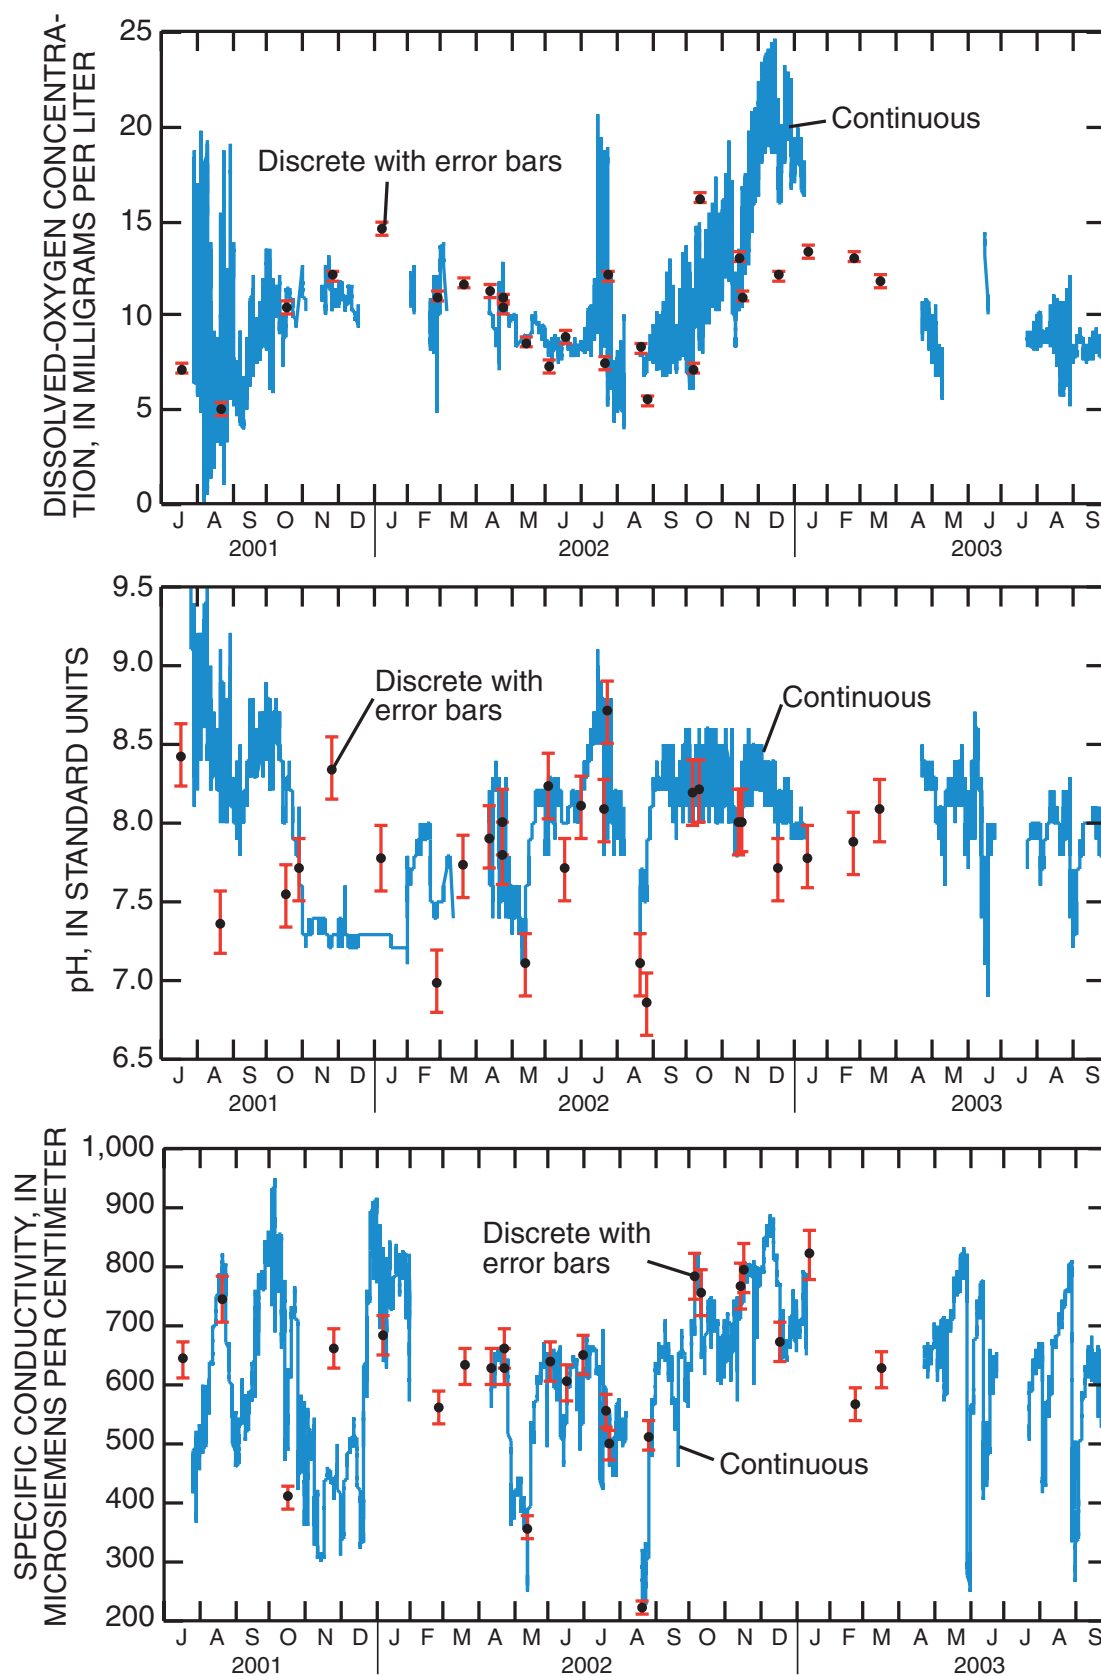 DISSOLVED-OXYGEN CONCENTRA-
TION, IN MILLIGRAMS PER LITER
25
20
15
10
5
0
Continuous
Discrete with error bars
J A S O N D J F M A M J J A S O N D J F M A M J J A S
2001 2002 2003
pH, IN STANDARD UNITS
9.5
9.0
8.5
8.0
7.5
7.0
6.5
Discrete with
error bars
Continuous
J A S O N D J F M A M J J A S O N D J F M A M J J A S
2001 2002 2003
SPECIFIC CONDUCTIVITY, IN
MICROSIEMENS PER CENTIMETER
1,000
900
800
700
600
500
400
300
200
Discrete with
error bars
Continuous
J A S O N D J F M A M J J A S O N D J F M A M J J A S
2001 2002 2003